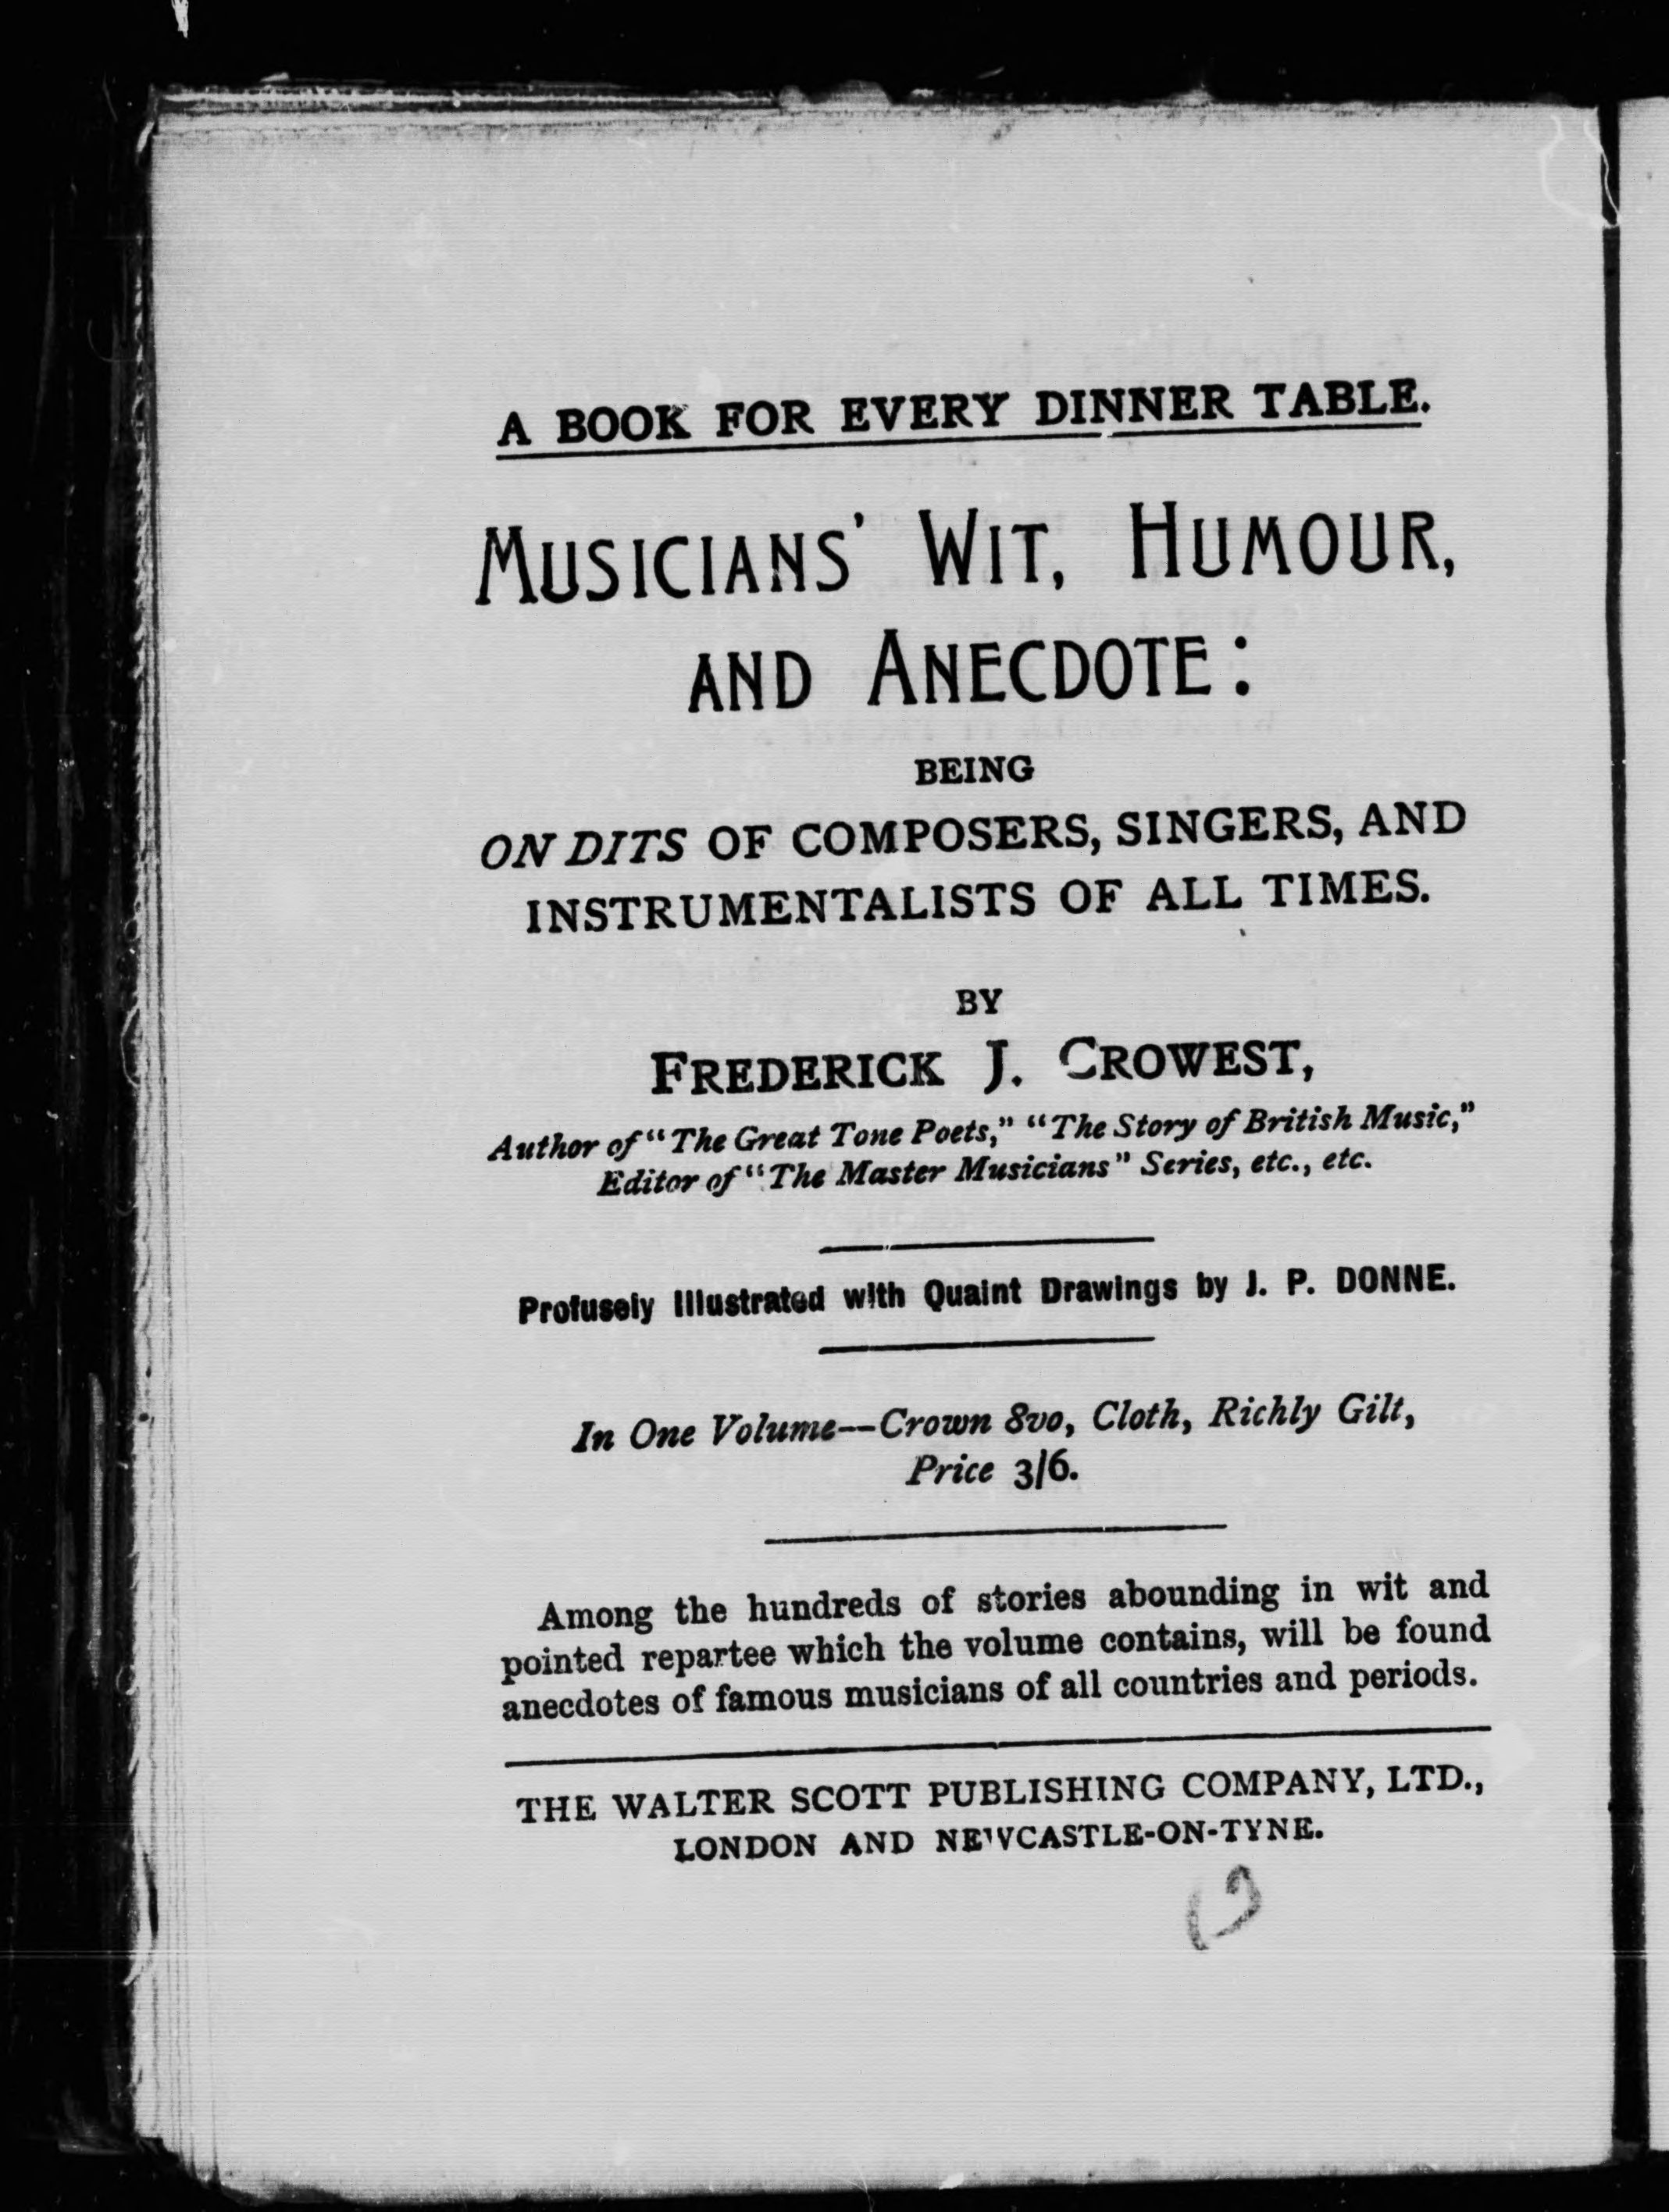 A BOOK FOR EVERY DINNER TABLE.
MUSICIANS' WIT, HUMOUR,
AND ANECDOTE:
BEING
ON DITS OF COMPOSERS, SINGERS, AND
INSTRUMENTALISTS OF ALL TIMES.
BY
FREDERICK J. CROWEST,
Author of "The Great Tone Poets," "The Story of British Music,"
Editor of "The Master Musicians" Series, etc., etc.
Profusely Illustrated with Quaint Drawings by J. P. DONNE.
In One Volume—Crown 8vo, Cloth, Richly Gilt,
Price 3/6.
Among the hundreds of stories abounding in wit and
pointed repartee which the volume contains, will be found
anecdotes of famous musicians of all countries and periods.
THE WALTER SCOTT PUBLISHING COMPANY, LTD.,
LONDON AND NEWCASTLE-ON-TYNE.